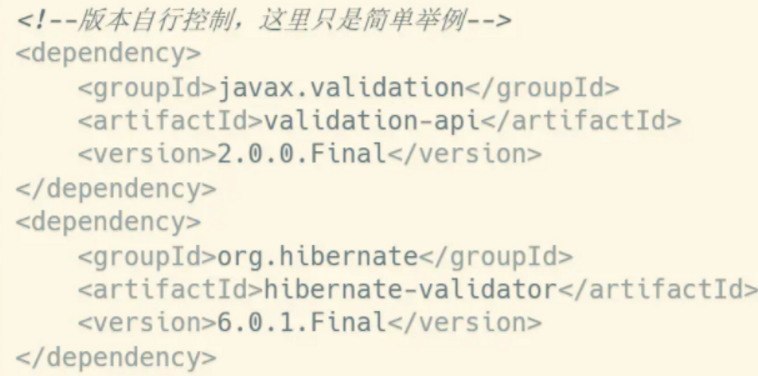 <!--版本自行控制，这里只是简单举例-->
<dependency>
    <groupId>javax.validation</groupId>
    <artifactId>validation-api</artifactId>
    <version>2.0.0.Final</version>
</dependency>
<dependency>
    <groupId>org.hibernate</groupId>
    <artifactId>hibernate-validator</artifactId>
    <version>6.0.1.Final</version>
</dependency>